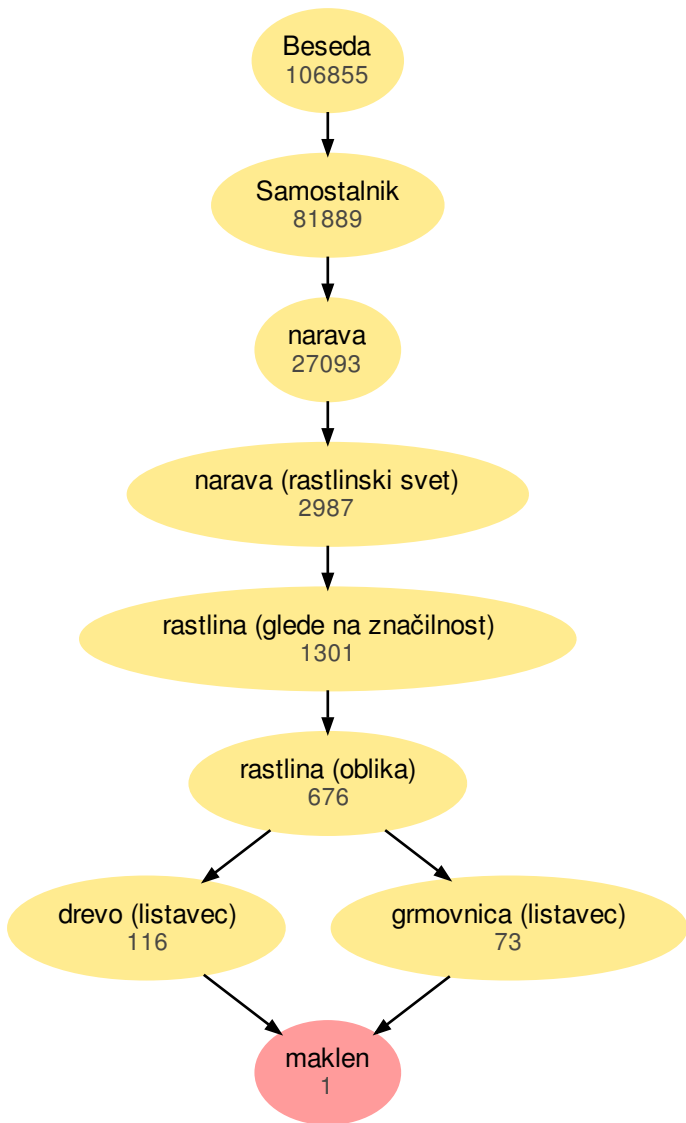 Beseda
106855
Samostalnik
81889
narava
27093
narava (rastlinski svet)
2987
rastlina (glede na značilnost)
1301
rastlina (oblika)
676
drevo (listavec)
116
grmovnica (listavec)
73
maklen
1